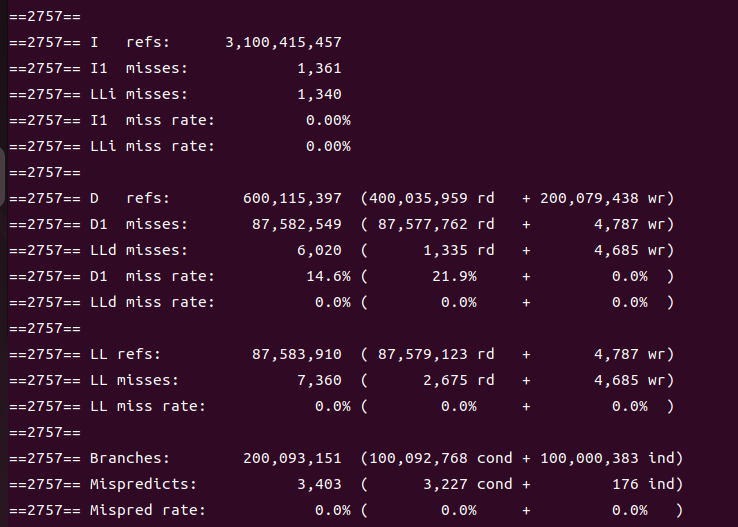 ==2757==
==2757== I   refs:      3,100,415,457
==2757== I1  misses:            1,361
==2757== LLi misses:            1,340
==2757== I1  miss rate:          0.00%
==2757== LLi miss rate:          0.00%
==2757==
==2757== D   refs:        600,115,397  (400,035,959 rd   + 200,079,438 wr)
==2757== D1  misses:       87,582,549  ( 87,577,762 rd   +       4,787 wr)
==2757== LLd misses:            6,020  (      1,335 rd   +       4,685 wr)
==2757== D1  miss rate:          14.6% (       21.9%     +         0.0%  )
==2757== LLd miss rate:           0.0% (        0.0%     +         0.0%  )
==2757==
==2757== LL refs:          87,583,910  ( 87,579,123 rd   +       4,787 wr)
==2757== LL misses:             7,360  (      2,675 rd   +       4,685 wr)
==2757== LL miss rate:            0.0% (        0.0%     +         0.0%  )
==2757==
==2757== Branches:        200,093,151  (100,092,768 cond + 100,000,383 ind)
==2757== Mispredicts:           3,403  (      3,227 cond +         176 ind)
==2757== Mispred rate:            0.0% (        0.0%     +         0.0%   )